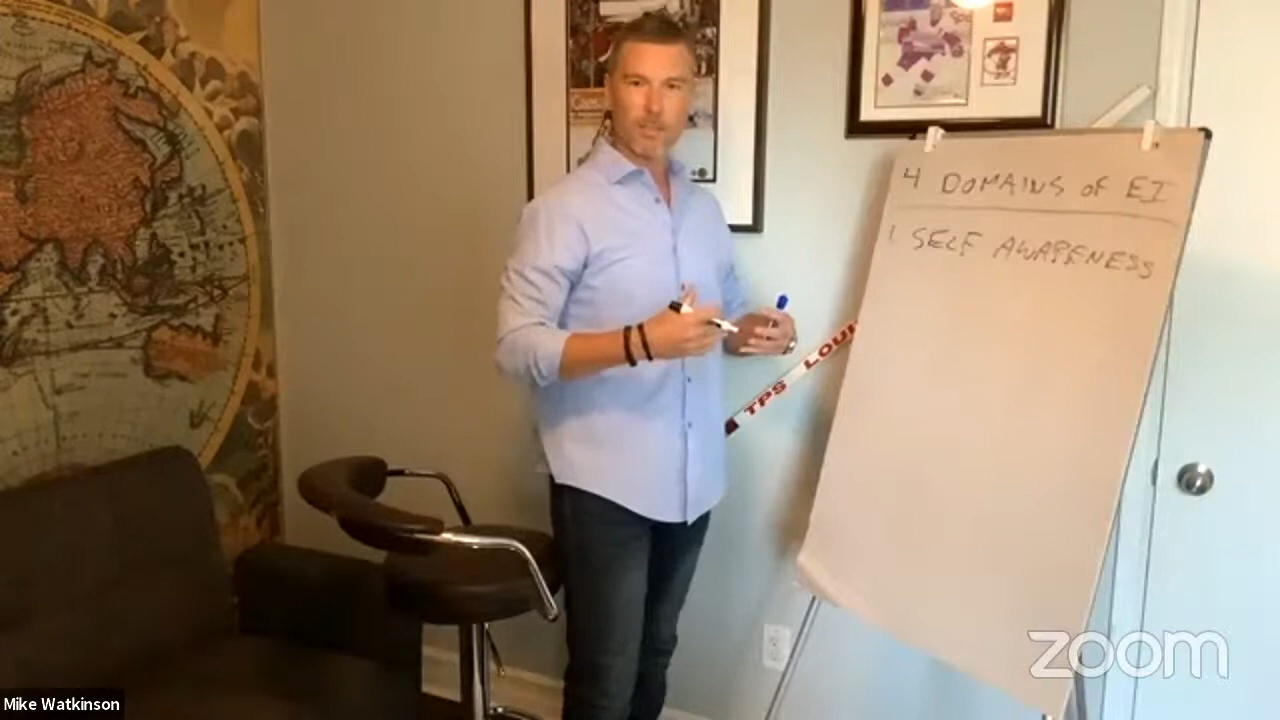 4 DOMAINS OF EI
1 SELF AWARENESS
TPS LOUI
zoom
Mike Watkinson